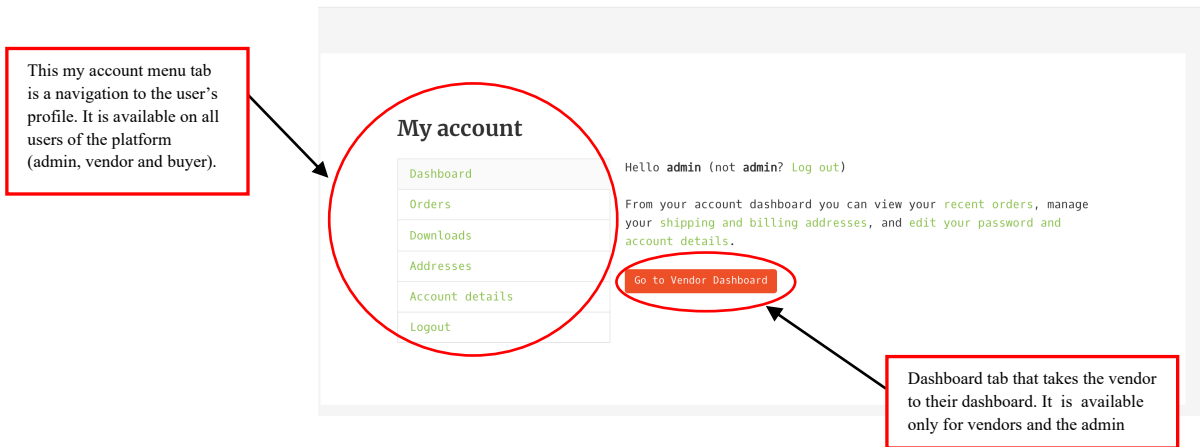 This my account menu tab
is a navigation to the user's
profile. It is available on all
users of the platform
(admin, vendor and buyer).
My account
Dashboard
Orders
Downloads
Addresses
Account details
Logout
Hello admin (not admin? Log out)
From your account dashboard you can view your recent orders, manage
your shipping and billing addresses, and edit your password and
account details.
Go to Vendor Dashboard
Dashboard tab that takes the vendor
to their dashboard. It is available
only for vendors and the admin